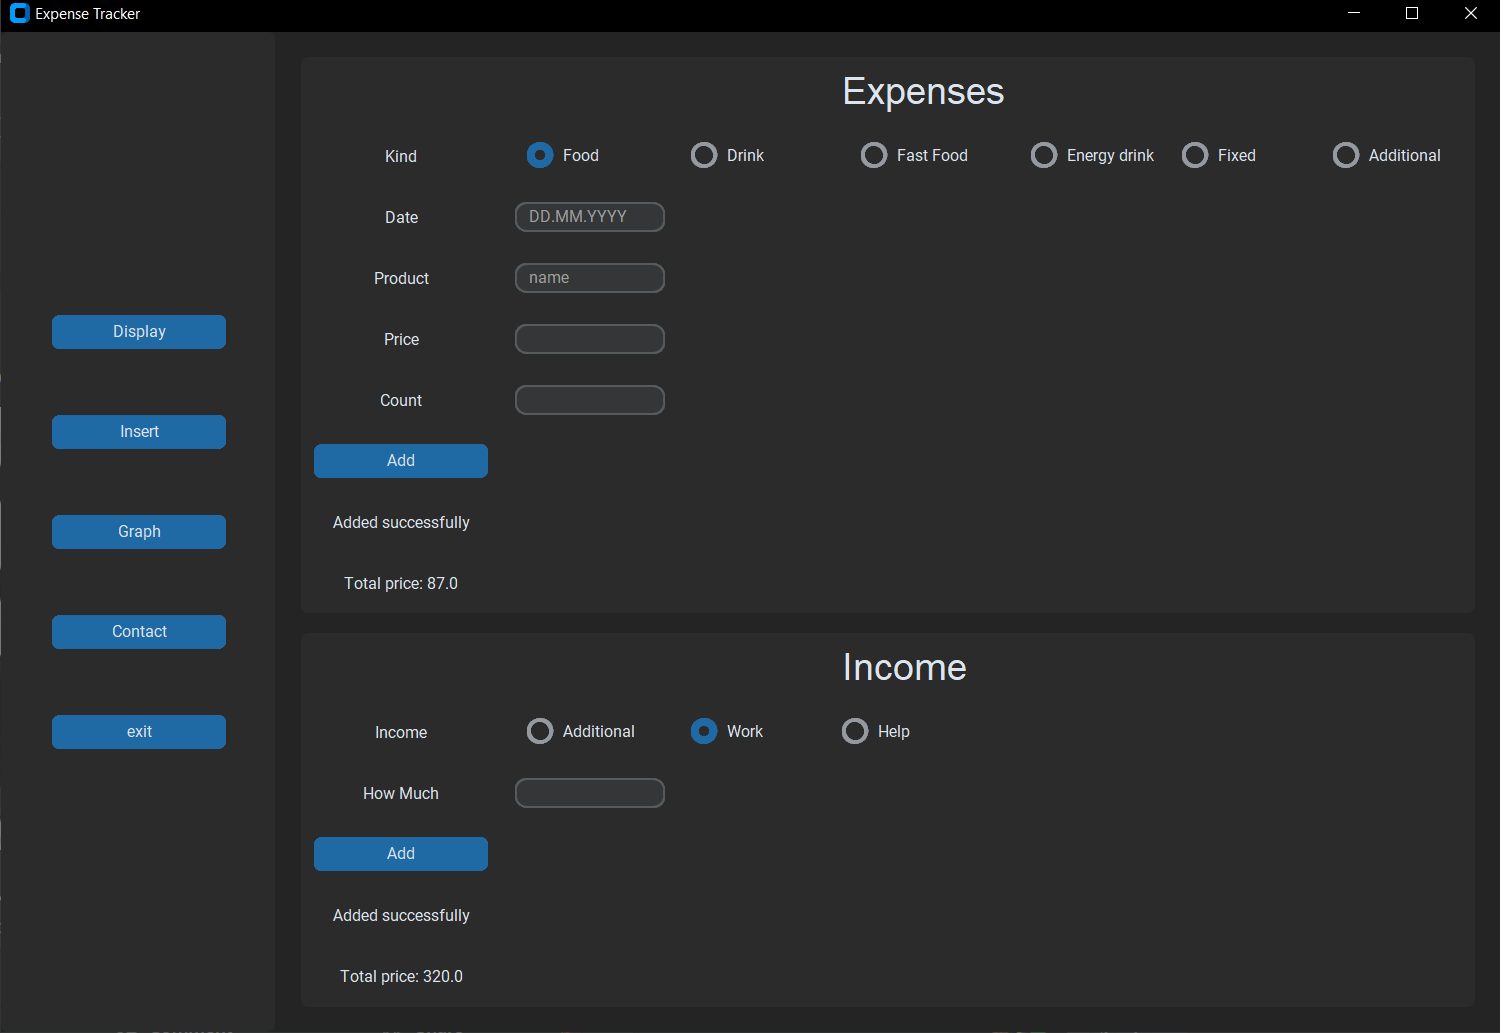 Expense Tracker
Display
Insert
Graph
Contact
exit
Expenses
Kind Food Drink Fast Food Energy drink Fixed Additional
Date DD.MM.YYYY
Product name
Price
Count
Add
Added successfully
Total price: 87.0
Income
Income Additional Work Help
How Much
Add
Added successfully
Total price: 320.0